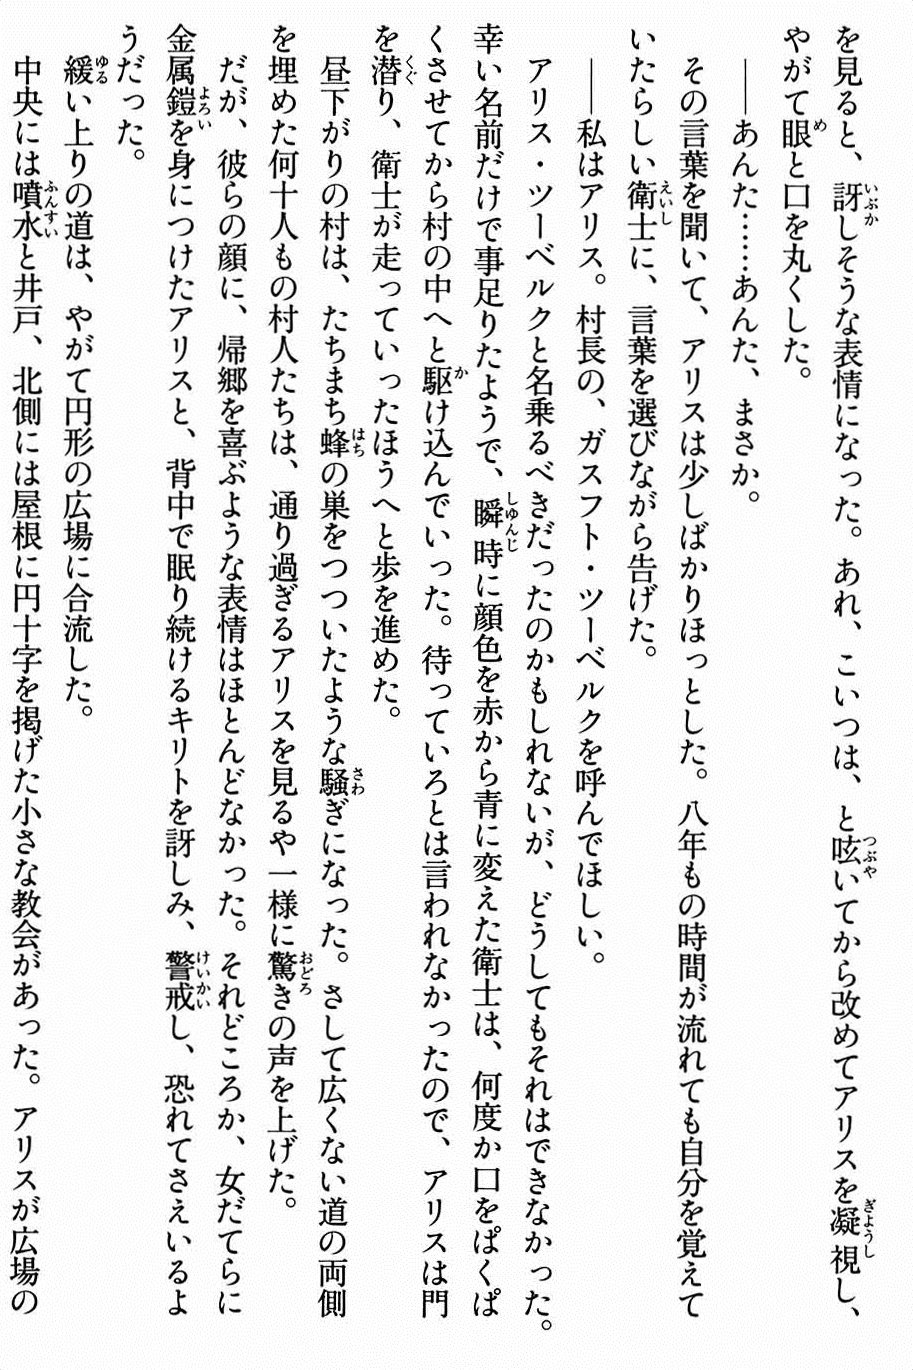 を見ると、訝しそうな表情になった。あれ、こいつは、と呟いてから改めてアリスを凝視し、
やがて眼と口を丸くした。
――あんた……あんた、まさか。
その言葉を聞いて、アリスは少しばかりほっとした。八年もの時間が流れても自分を覚えて
いたらしい衛士に、言葉を選びながら告げた。
――私はアリス。村長の、ガスフト・ツーベルクを呼んでほしい。
アリス・ツーベルクと名乗るべきだったのかもしれないが、どうしてもそれはできなかった。
幸い名前だけで事足りたようで、瞬時に顔色を赤から青に変えた衛士は、何度か口をぱくぱ
くさせてから村の中へと駆け込んでいった。待っていろとは言われなかったので、アリスは門
を潜り、衛士が走っていったほうへと歩を進めた。
昼下がりの村は、たちまち蜂の巣をつついたような騒ぎになった。さして広くない道の両側
を埋めた何十人もの村人たちは、通り過ぎるアリスを見るや一様に驚きの声を上げた。
だが、彼らの顔に、帰郷を喜ぶような表情はほとんどなかった。それどころか、女だてらに
金属鎧を身につけたアリスと、背中で眠り続けるキリトを訝しみ、警戒し、恐れてさえいるよ
うだった。
緩い上りの道は、やがて円形の広場に合流した。
中央には噴水と井戸、北側には屋根に円十字を掲げた小さな教会があった。アリスが広場の